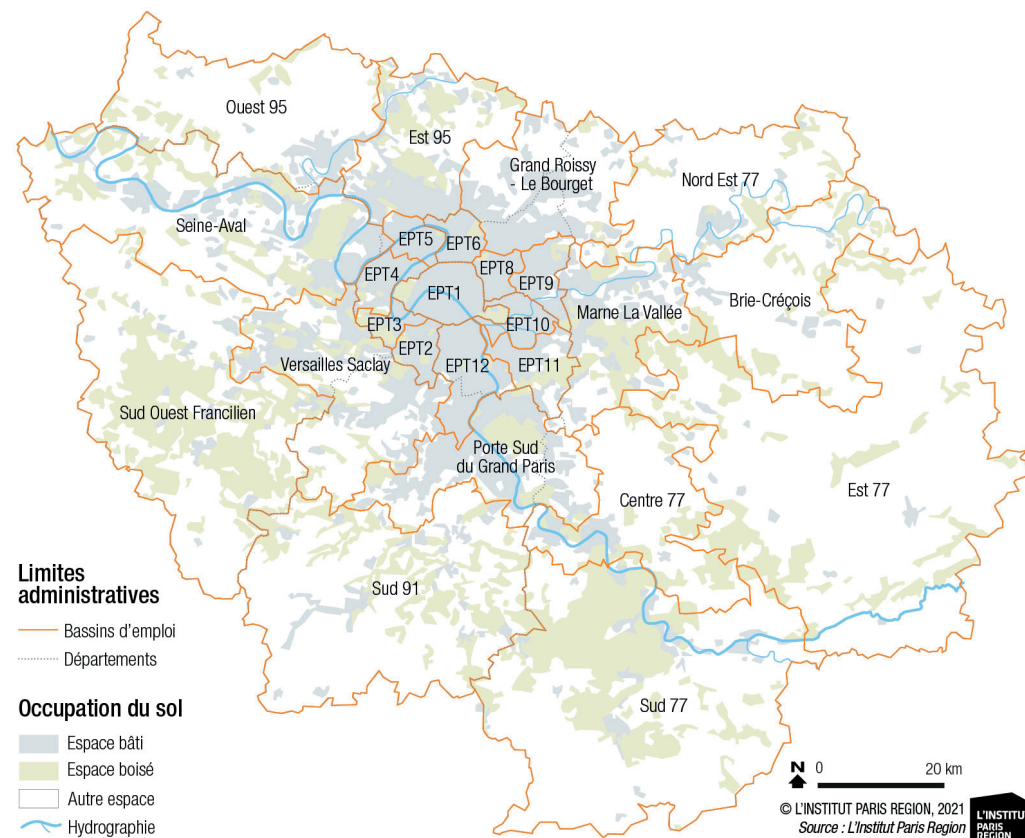 Ouest 95
Est 95
Grand Roissy
- Le Bourget
Nord Est 77
Seine-Aval
EPT5
EPT6
EPT4
EPT8
EPT9
EPT1
Brie-Créçois
Marne La Vallée
EPT3
EPT10
EPT2
Versailles Saclay
EPT12
EPT11
Sud Ouest Francilien
Porte Sud
du Grand Paris
Centre 77
Est 77
Sud 91
Sud 77
Limites
administratives
Bassins d'emploi
Départements
Occupation du sol
Espace bâti
Espace boisé
Autre espace
Hydrographie
N 0 20 km
© L'INSTITUT PARIS REGION, 2021
Source : L'Institut Paris Region
L'INSTITUT
PARIS
REGION